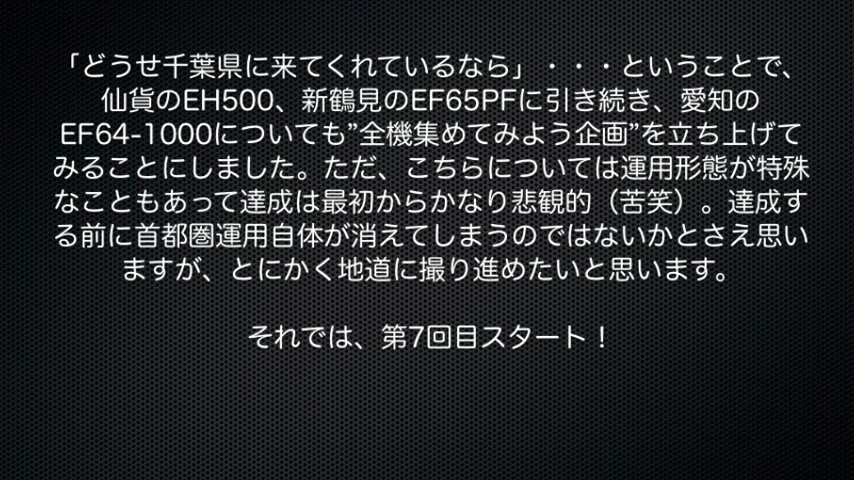 「どうせ千葉県に来てくれているなら」・・・ということで、
仙貨のEH500、新鶴見のEF65PFに引き続き、愛知の
EF64-1000についても”全機集めてみよう企画”を立ち上げて
みることにしました。ただ、こちらについては運用形態が特殊
なこともあって達成は最初からかなり悲観的（苦笑）。達成す
る前に首都圏運用自体が消えてしまうのではないかとさえ思い
ますが、とにかく地道に撮り進めたいと思います。
それでは、第7回目スタート！